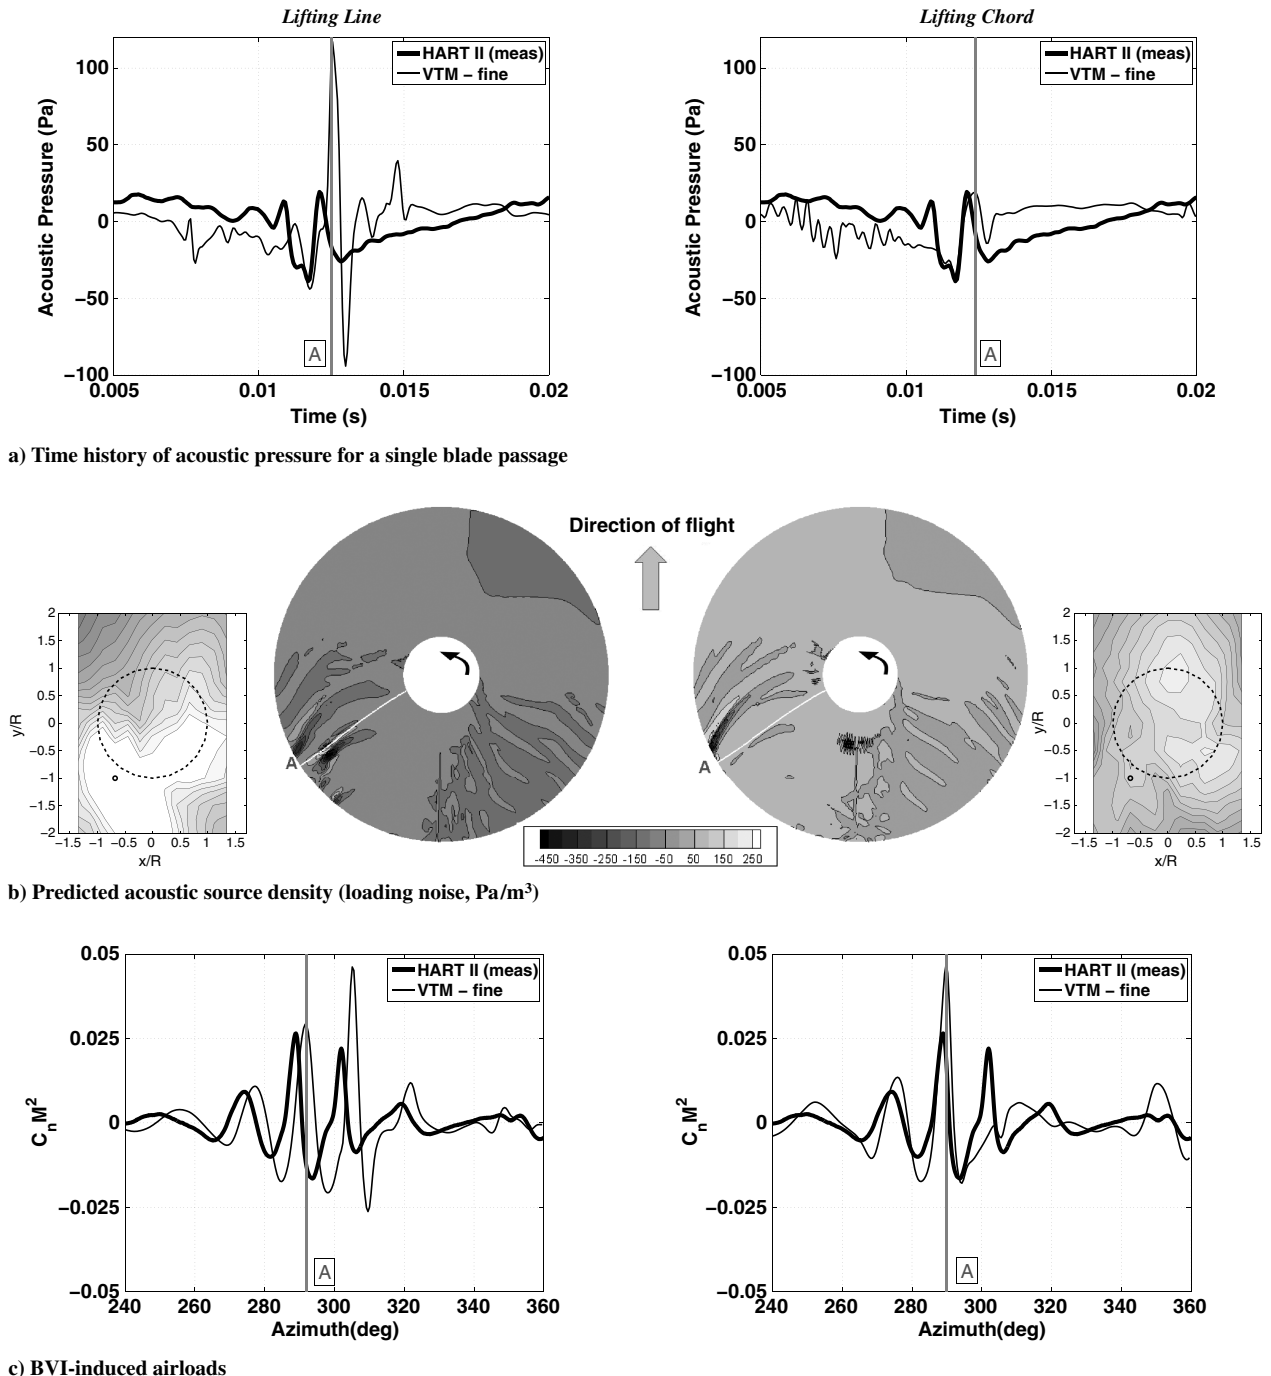 Lifting Line
Lifting Chord
HART II (meas)
VTM – fine
100
50
0
−50
−100
Acoustic Pressure (Pa)
A
0.005
0.01
0.015
0.02
Time (s)
HART II (meas)
VTM – fine
100
50
0
−50
−100
Acoustic Pressure (Pa)
A
0.005
0.01
0.015
0.02
Time (s)
a) Time history of acoustic pressure for a single blade passage
Direction of flight
2
1.5
1
0.5
0
−0.5
−1
−1.5
−2
y/R
−1.5 −1 −0.5 0 0.5 1 1.5
x/R
A
A
2
1.5
1
0.5
0
−0.5
−1
−1.5
−2
y/R
−1.5 −1 −0.5 0 0.5 1 1.5
x/R
-450 -350 -250 -150 -50 50 150 250
b) Predicted acoustic source density (loading noise, Pa/m³)
HART II (meas)
VTM – fine
0.05
0.025
0
−0.025
−0.05
CₙM²
A
240 260 280 300 320 340 360
Azimuth(deg)
HART II (meas)
VTM – fine
0.05
0.025
0
−0.025
−0.05
CₙM²
A
240 260 280 300 320 340 360
Azimuth(deg)
c) BVI-induced airloads